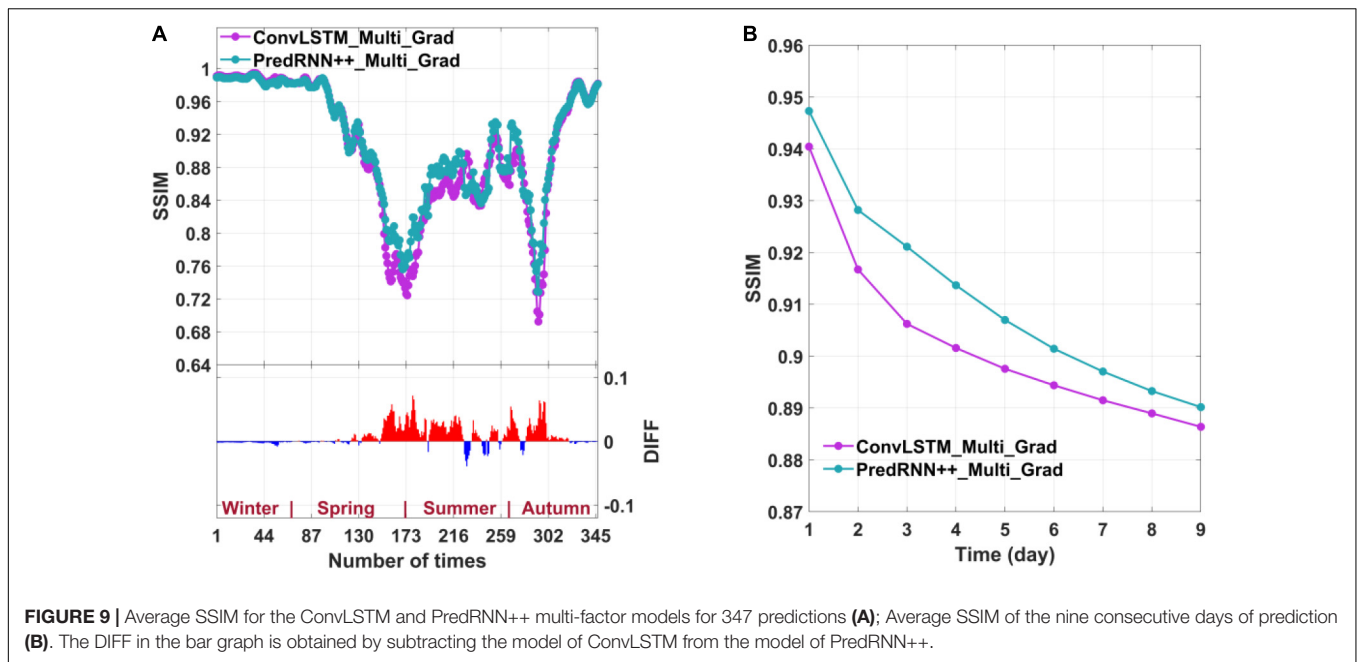 A
ConvLSTM_Multi_Grad
PredRNN++_Multi_Grad
1
0.96
0.92
0.88
0.84
0.8
0.76
0.72
0.68
0.64
SSIM
0.1
0
-0.1
DIFF
Winter | Spring | Summer | Autumn
1 44 87 130 173 216 259 302 345
Number of times
B
0.96
0.95
0.94
0.93
0.92
0.91
0.9
0.89
0.88
0.87
SSIM
ConvLSTM_Multi_Grad
PredRNN++_Multi_Grad
1 2 3 4 5 6 7 8 9
Time (day)
FIGURE 9 | Average SSIM for the ConvLSTM and PredRNN++ multi-factor models for 347 predictions (A); Average SSIM of the nine consecutive days of prediction
(B). The DIFF in the bar graph is obtained by subtracting the model of ConvLSTM from the model of PredRNN++.